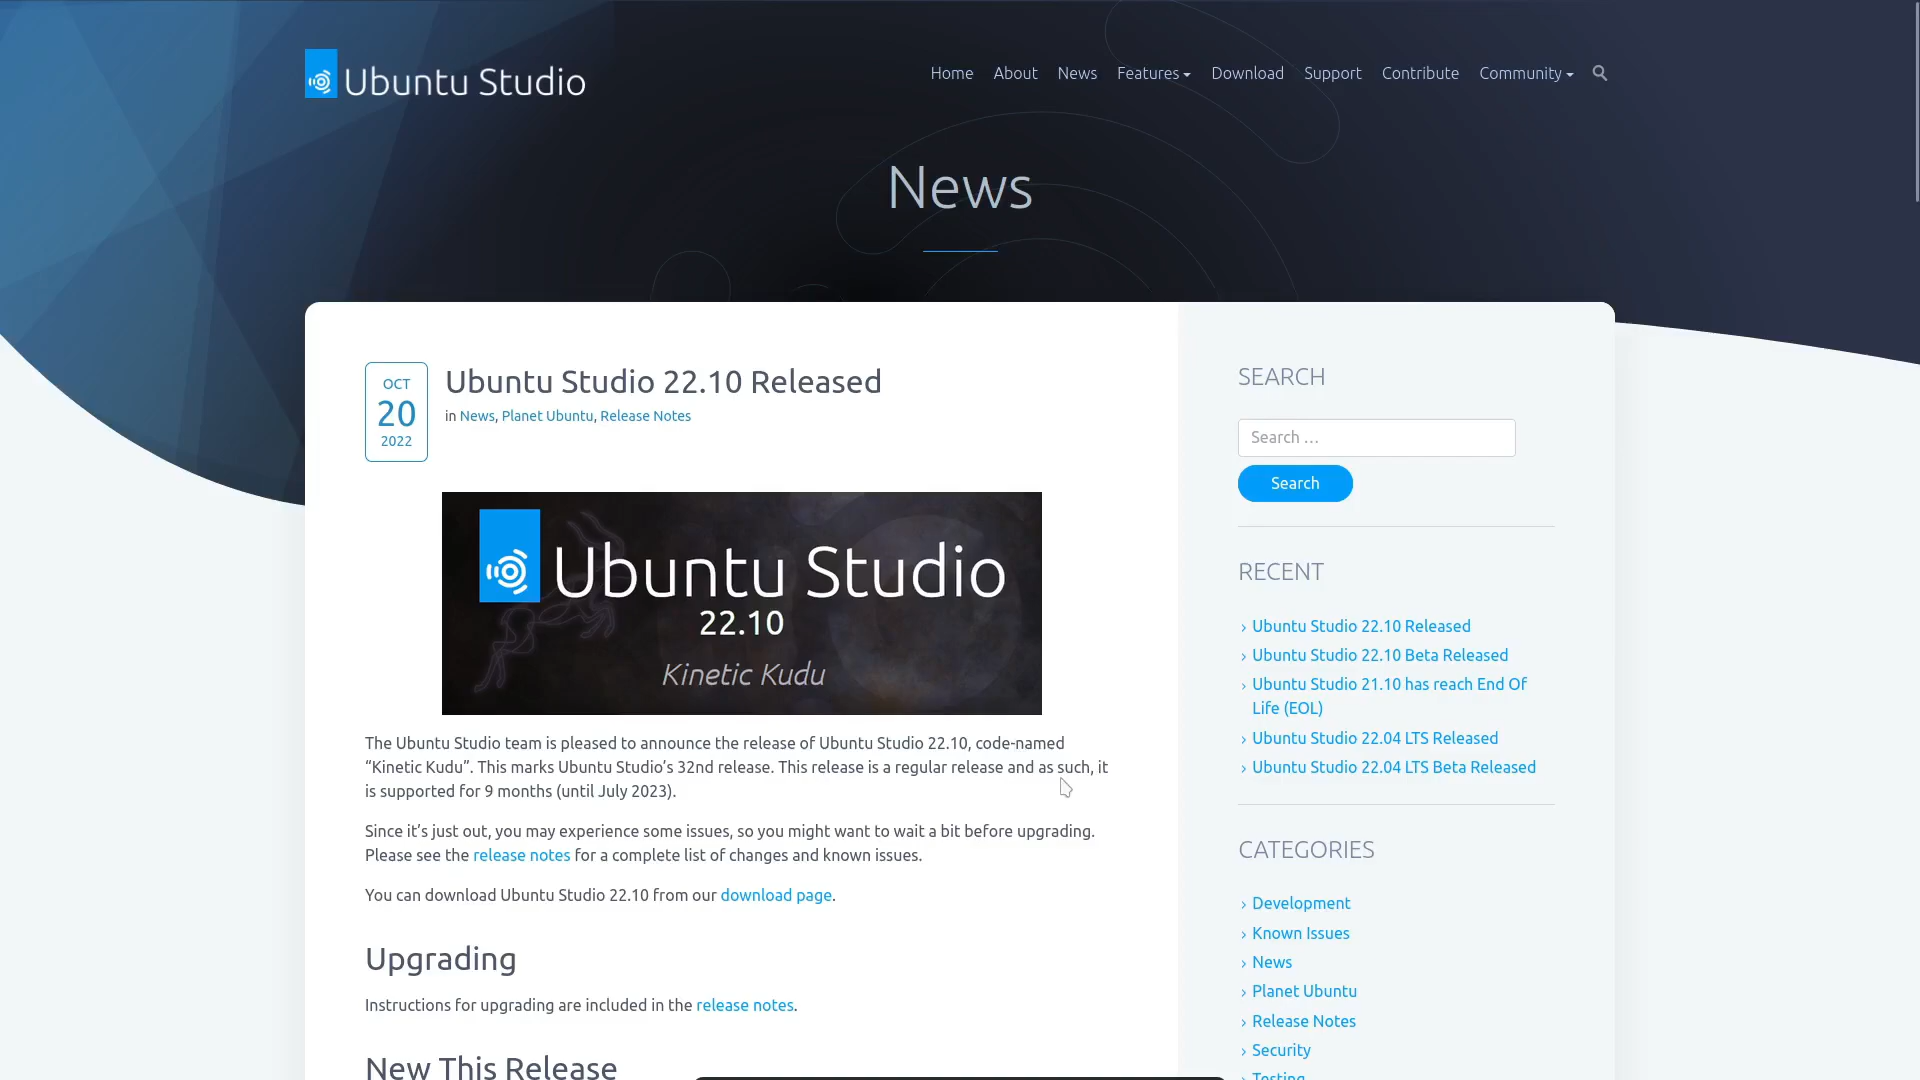 Ubuntu Studio
Home About News Features Download Support Contribute Community
News
OCT
20
2022
Ubuntu Studio 22.10 Released
in News, Planet Ubuntu, Release Notes
Ubuntu Studio
22.10
Kinetic Kudu
The Ubuntu Studio team is pleased to announce the release of Ubuntu Studio 22.10, code-named
“Kinetic Kudu”. This marks Ubuntu Studio’s 32nd release. This release is a regular release and as such, it
is supported for 9 months (until July 2023).
Since it’s just out, you may experience some issues, so you might want to wait a bit before upgrading.
Please see the release notes for a complete list of changes and known issues.
You can download Ubuntu Studio 22.10 from our download page.
Upgrading
Instructions for upgrading are included in the release notes.
New This Release
SEARCH
Search …
Search
RECENT
Ubuntu Studio 22.10 Released
Ubuntu Studio 22.10 Beta Released
Ubuntu Studio 21.10 has reach End Of
Life (EOL)
Ubuntu Studio 22.04 LTS Released
Ubuntu Studio 22.04 LTS Beta Released
CATEGORIES
Development
Known Issues
News
Planet Ubuntu
Release Notes
Security
Testing